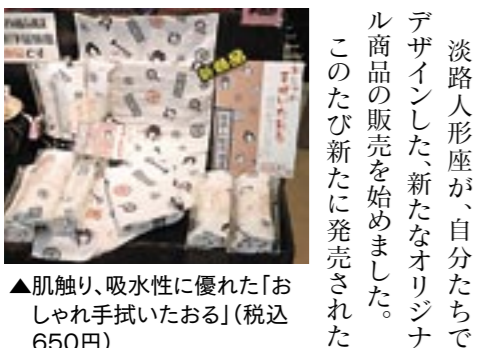 淡路人形座が、自分たちで
デザインした、新たなオリジナ
ル商品の販売を始めました。
このたび新たに発売された
新商品
▲肌触り、吸水性に優れた「お
しゃれ手拭いたおる」(税込
650円)